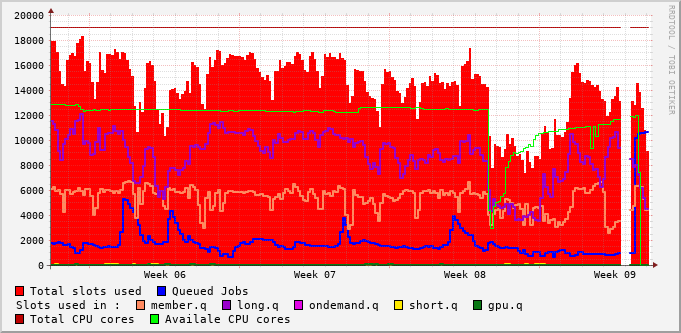 20000
18000
16000
14000
12000
10000
8000
6000
4000
2000
0
Week 06 Week 07 Week 08 Week 09
RRDTOOL / TOBI OETIKER
Total slots used Queued Jobs
Slots used in : member.q long.q ondemand.q short.q gpu.q
Total CPU cores Availale CPU cores